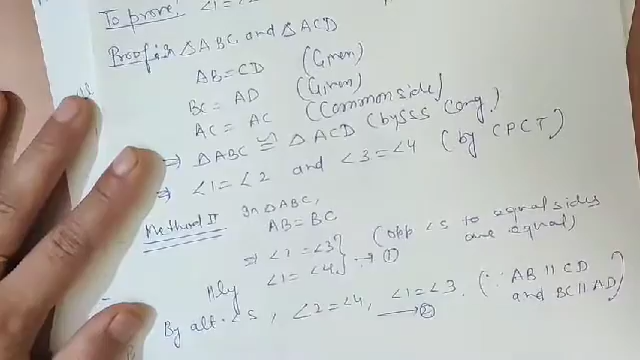 To prove: ∠1=∠2
Proof: in △ABC and △ACD
AB=CD (Given)
BC = AD (Given)
AC = AC (Common side)
⇒ △ABC ≅ △ACD (by SSS Cong.)
⇒ ∠1=∠2 and ∠3=∠4 (by CPCT)
Method II In △ABC,
AB=BC
⇒ ∠2=∠3 } → ① (opp ∠s to equal sides are equal)
llly ∠1=∠4
By alt. ∠s, ∠2=∠4, ∠1=∠3. → ② (∵ AB || CD and BC || AD)